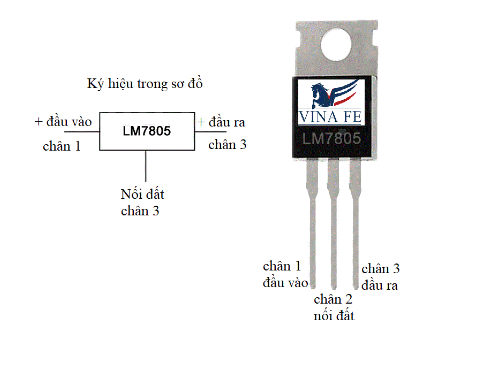 Ký hiệu trong sơ đồ
+ đầu vào
chân 1
LM7805
+ đầu ra
chân 3
Nối đất
chân 3
VINA FE
LM7805
chân 1
đầu vào
chân 2
nối đất
chân 3
đầu ra